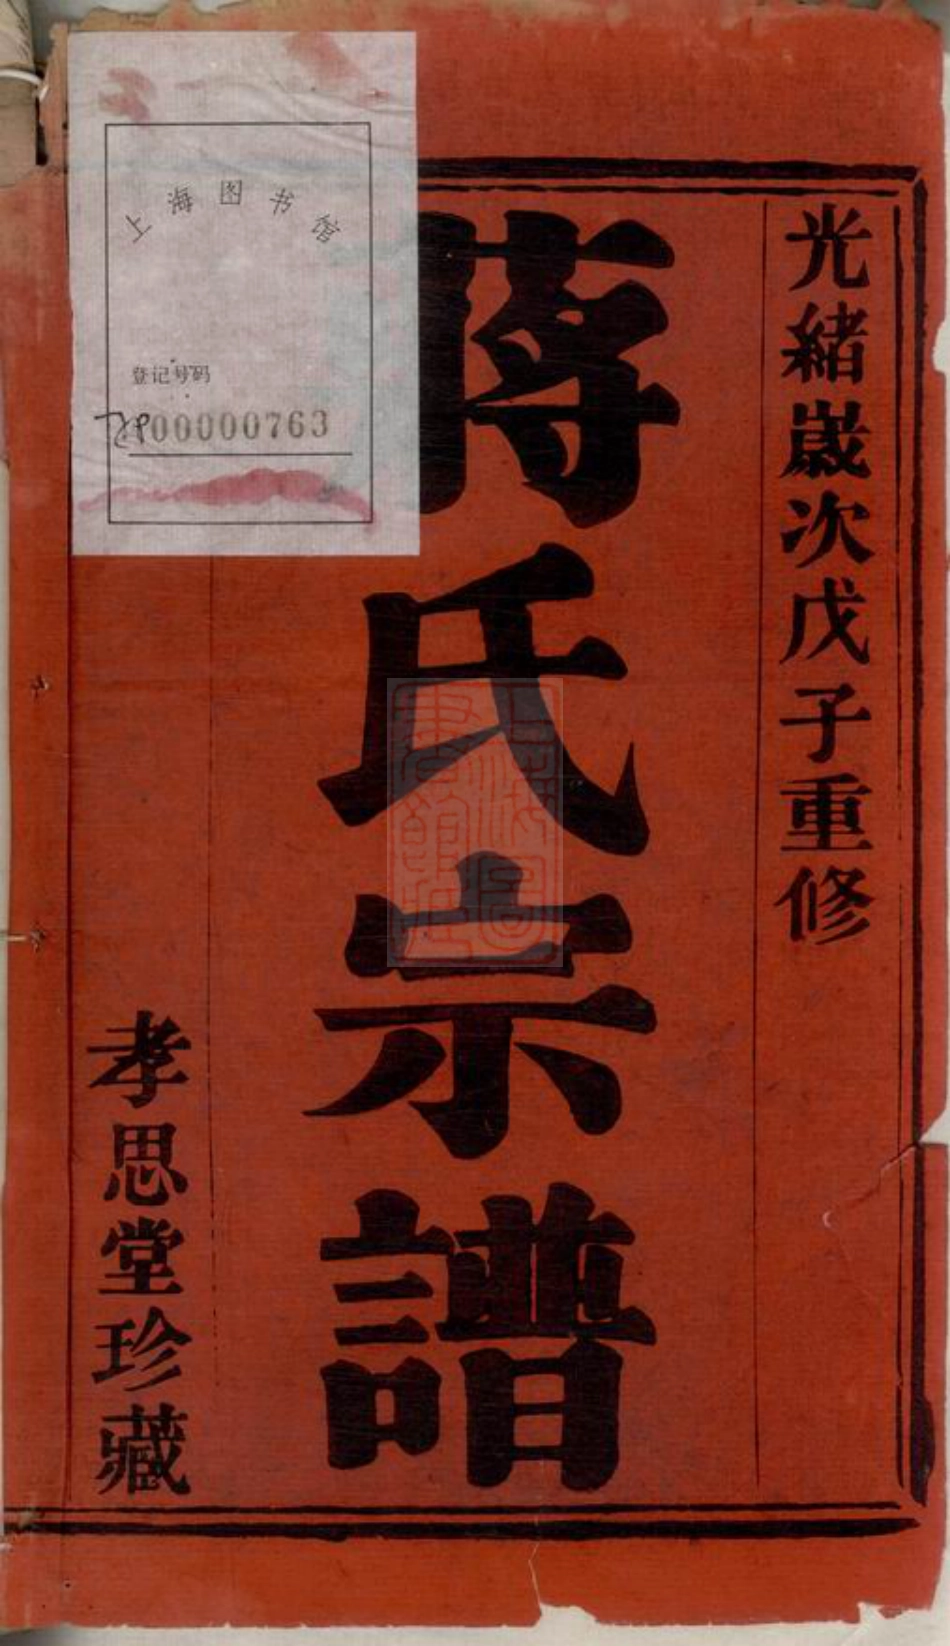 光緒歲次戊子重修
蔣氏宗譜
孝思堂珍藏
上海图书馆
登记号码
00000763